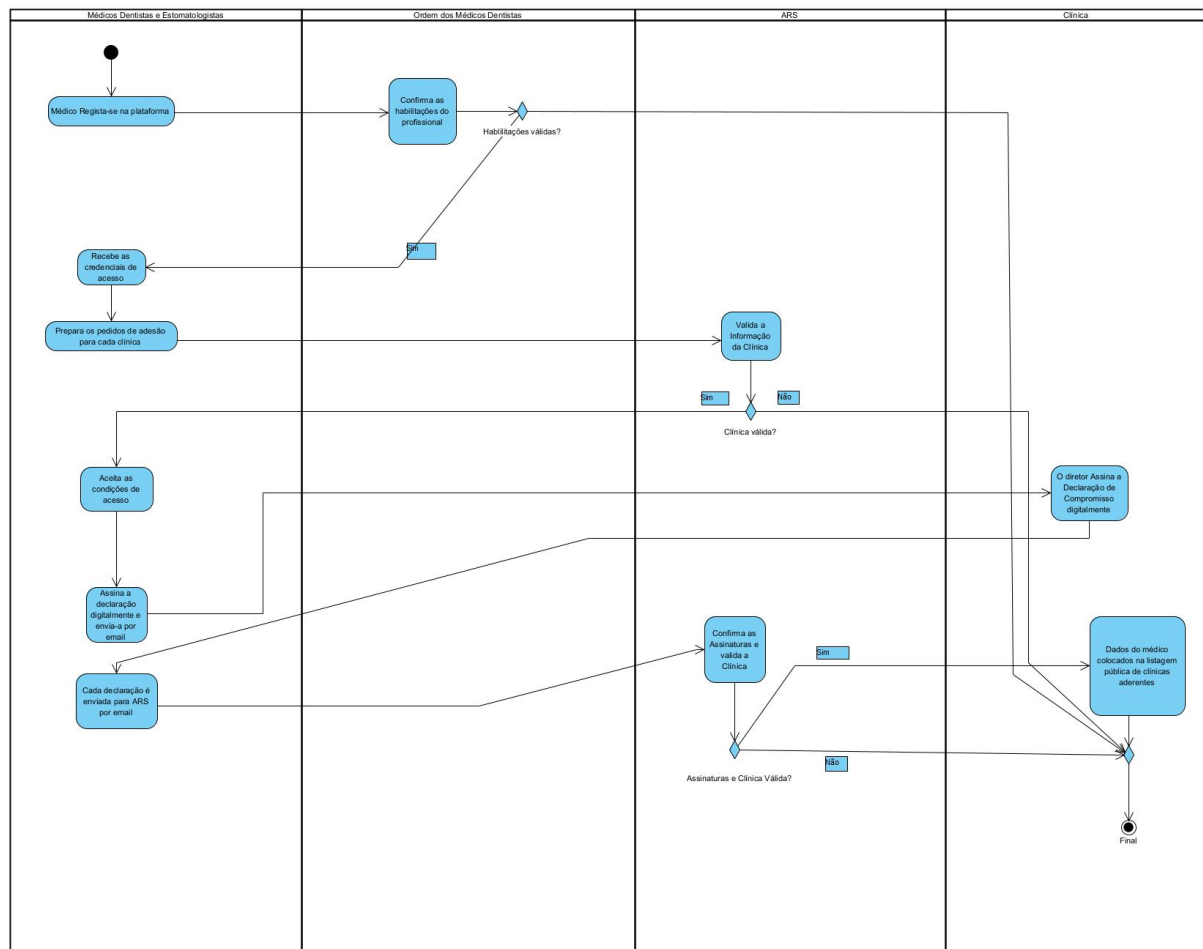 Médicos Dentistas e Estomatologistas
Ordem dos Médicos Dentistas
ARS
Clínica
Médico Regista-se na plataforma
Confirma as
habilitações do
profissional
Hablilitações válidas?
Sim
Recebe as
credenciais de
acesso
Prepara os pedidos de adesão
para cada clínica
Valida a
Informação
da Clínica
Sim
Não
Clínica válida?
Aceita as
condições de
acesso
O diretor Assina a
Declaração de
Compromisso
digitalmente
Assina a
declaração
digitalmente e
envia-a por
email
Cada declaração é
enviada para ARS
por email
Confirma as
Assinaturas e
valida a
Clínica
Sim
Dados do médico
colocados na listagem
pública de clínicas
aderentes
Não
Assinaturas e Clínica Válida?
Final